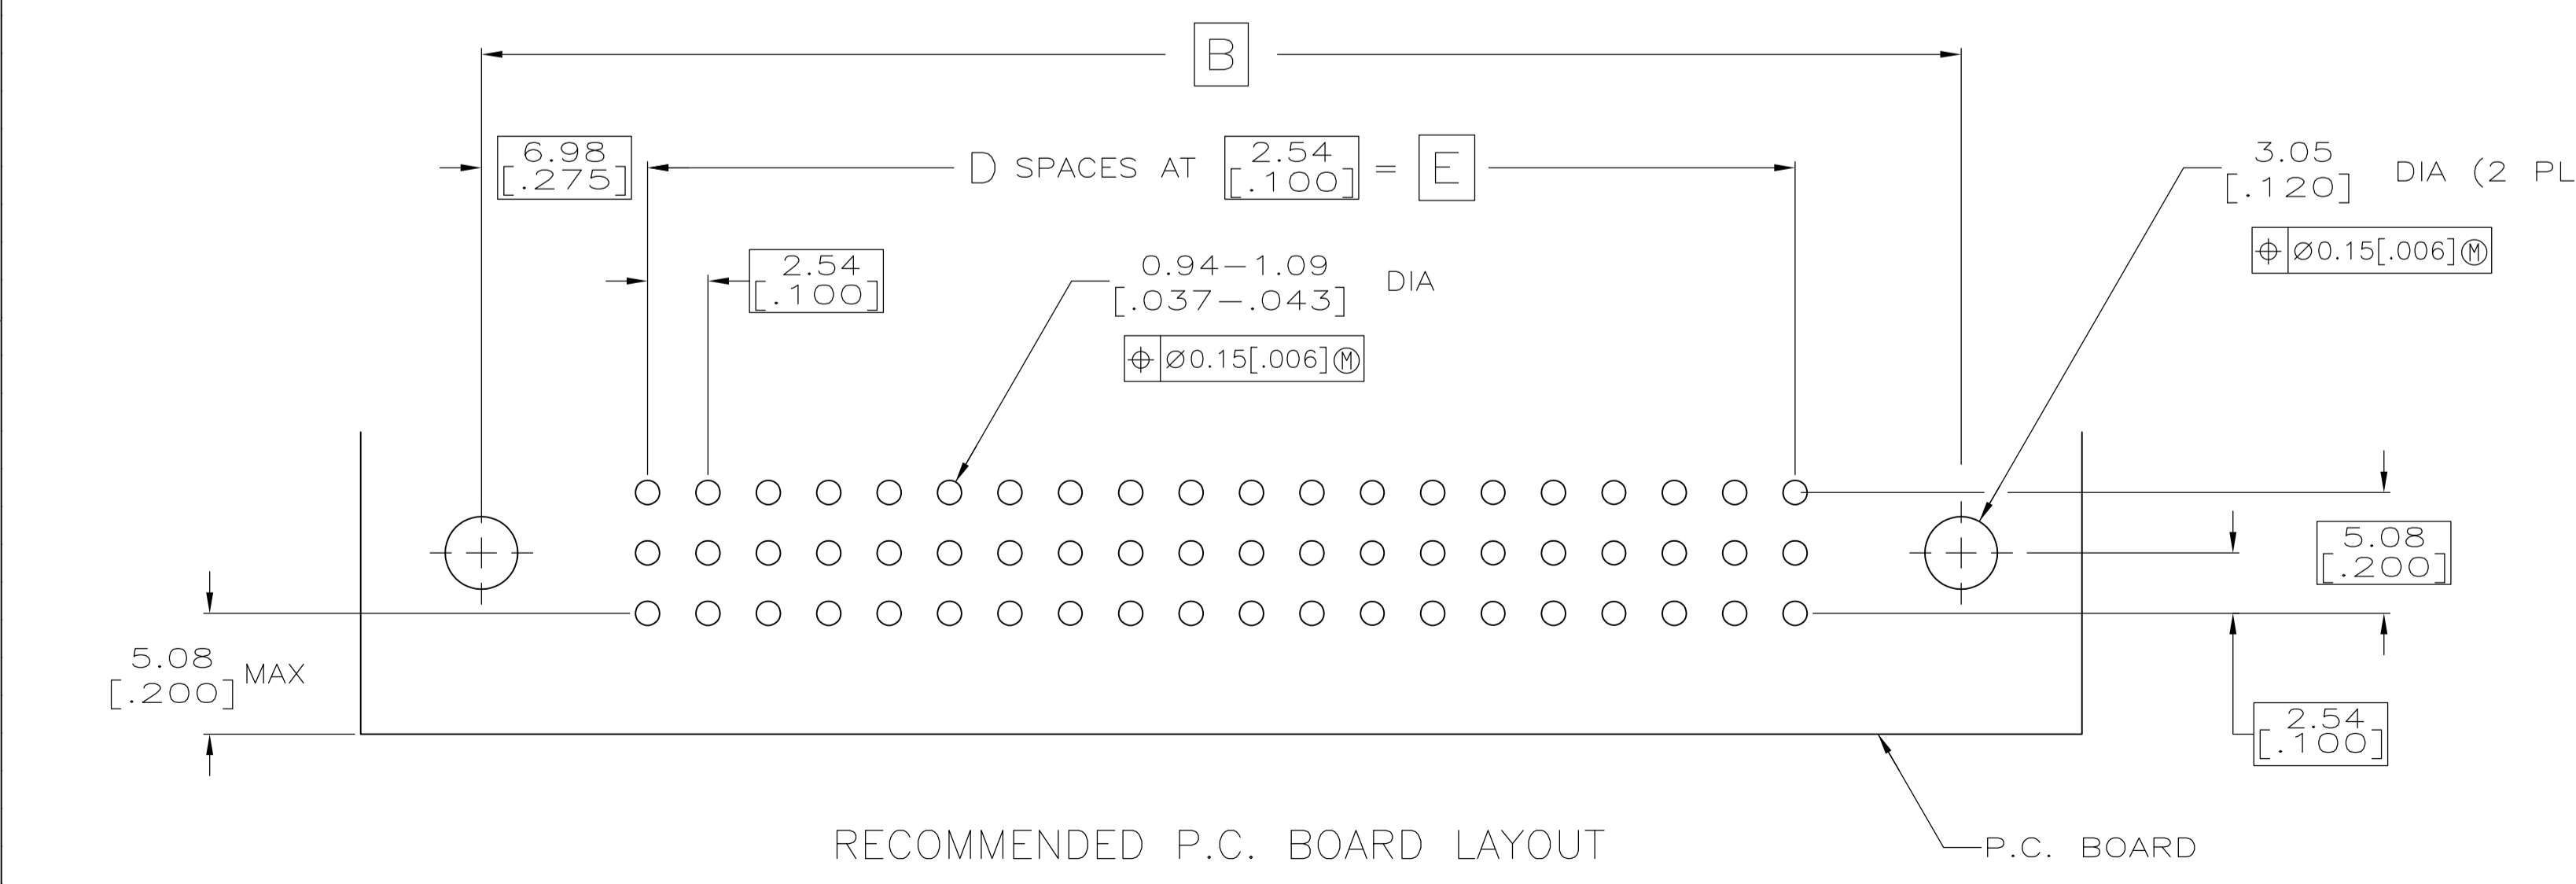 B
6.98
[.275]
D SPACES AT 2.54 [.100] = E
3.05
[.120]
DIA (2 PL
⌖ ⌀0.15[.006]Ⓜ
2.54
[.100]
0.94–1.09
[.037–.043]
DIA
⌖ ⌀0.15[.006]Ⓜ
5.08
[.200]
5.08
[.200]
MAX
2.54
[.100]
RECOMMENDED P.C. BOARD LAYOUT
P.C. BOARD